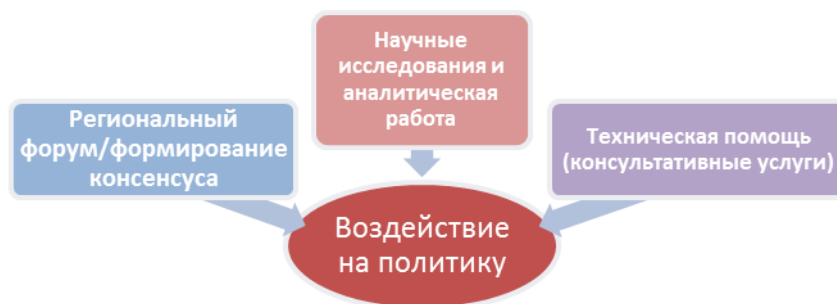 Научные
исследования и
аналитическая
работа
Региональный
форум/формирование
консенсуса
Техническая помощь
(консультативные услуги)
Воздействие
на политику